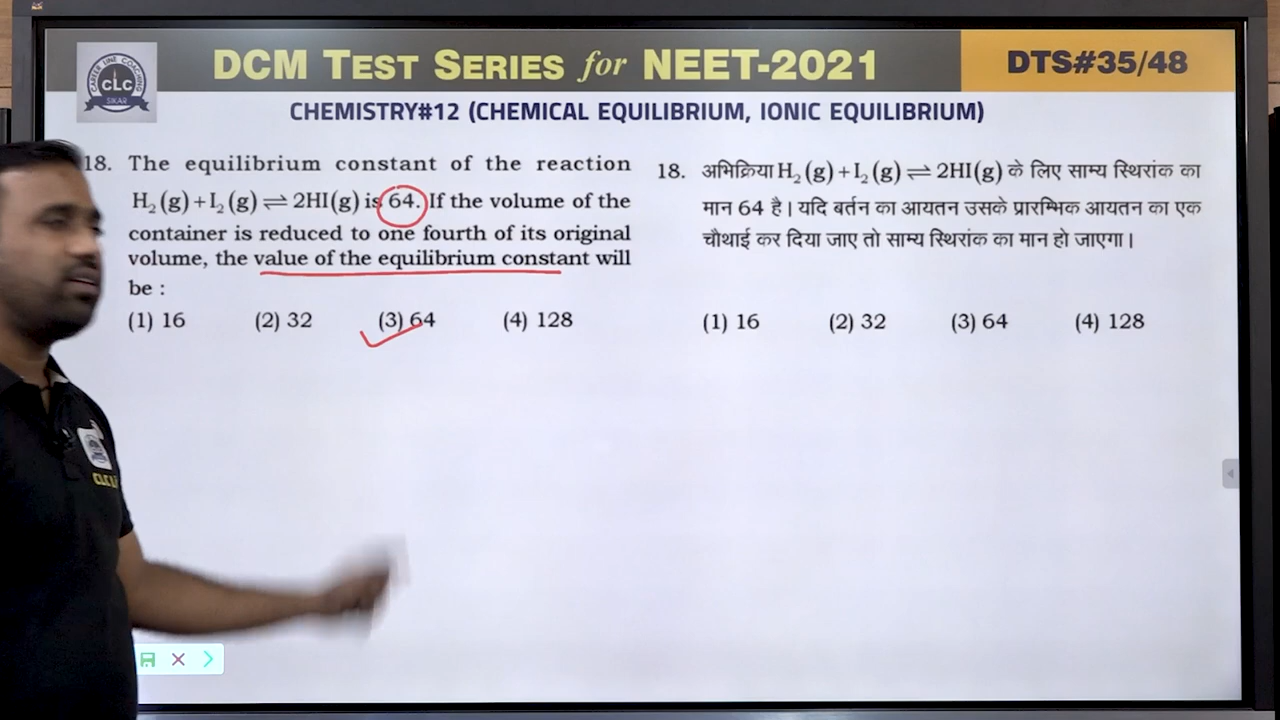 DCM TEST SERIES for NEET-2021
DTS#35/48
CAREER LINE COACHING
CLC
SIKAR
CHEMISTRY#12 (CHEMICAL EQUILIBRIUM, IONIC EQUILIBRIUM)
18. The equilibrium constant of the reaction
H₂(g)+I₂(g)⇌2HI(g) is 64. If the volume of the
container is reduced to one fourth of its original
volume, the value of the equilibrium constant will
be :
(1) 16 (2) 32 (3) 64 (4) 128
18. अभिक्रिया H₂(g)+I₂(g)⇌2HI(g) के लिए साम्य स्थिरांक का
मान 64 है। यदि बर्तन का आयतन उसके प्रारम्भिक आयतन का एक
चौथाई कर दिया जाए तो साम्य स्थिरांक का मान हो जाएगा।
(1) 16 (2) 32 (3) 64 (4) 128